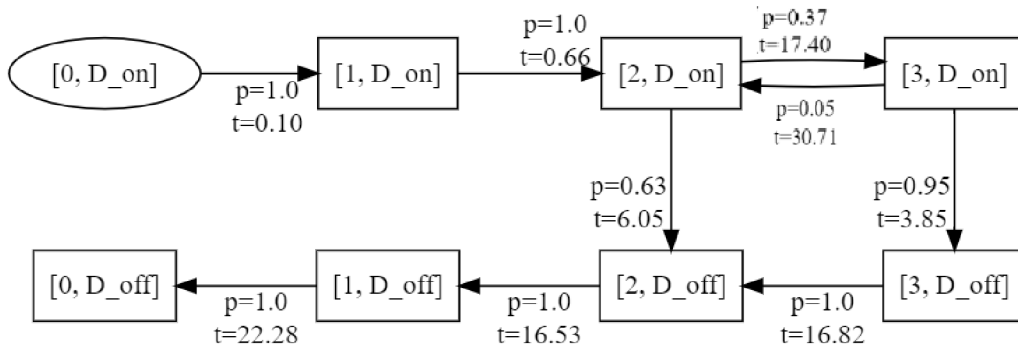 p=0.37
t=17.40
p=1.0
t=0.66
[0, D_on]
[1, D_on]
[2, D_on]
[3, D_on]
p=1.0
t=0.10
p=0.05
t=30.71
p=0.63
t=6.05
p=0.95
t=3.85
[0, D_off]
[1, D_off]
[2, D_off]
[3, D_off]
p=1.0
t=22.28
p=1.0
t=16.53
p=1.0
t=16.82